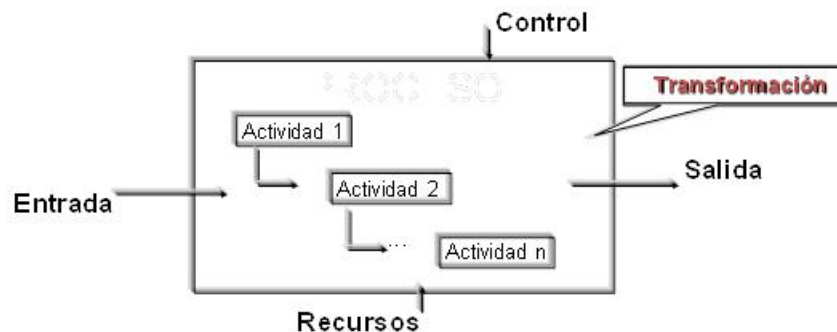 Control
Transformación
Actividad 1
Salida
Actividad 2
Entrada
...
Actividad n
Recursos